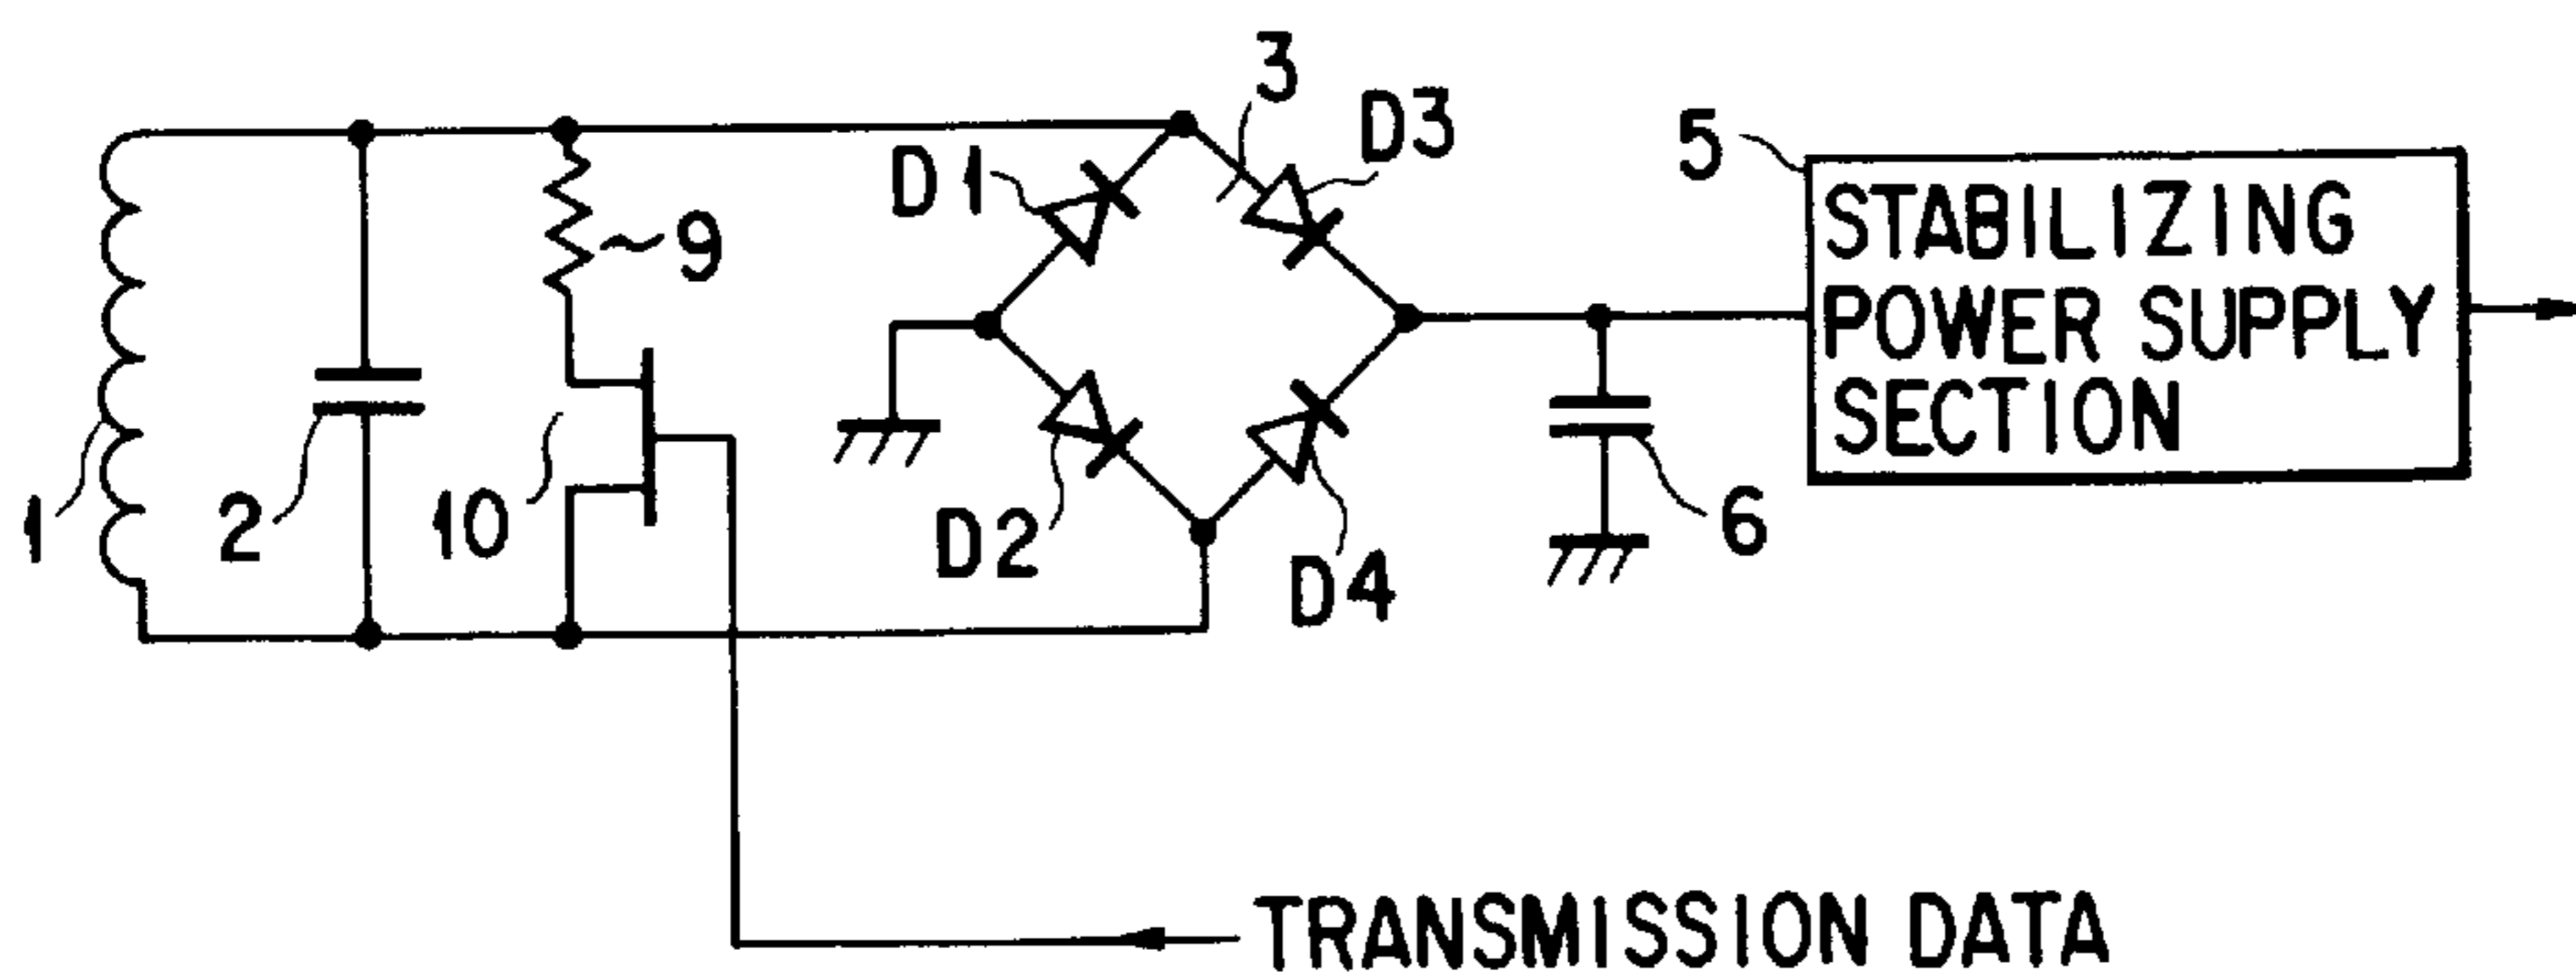 3
D3
D1
5
STABILIZING
POWER SUPPLY
SECTION
9
1
2
10
D2
D4
6
TRANSMISSION DATA